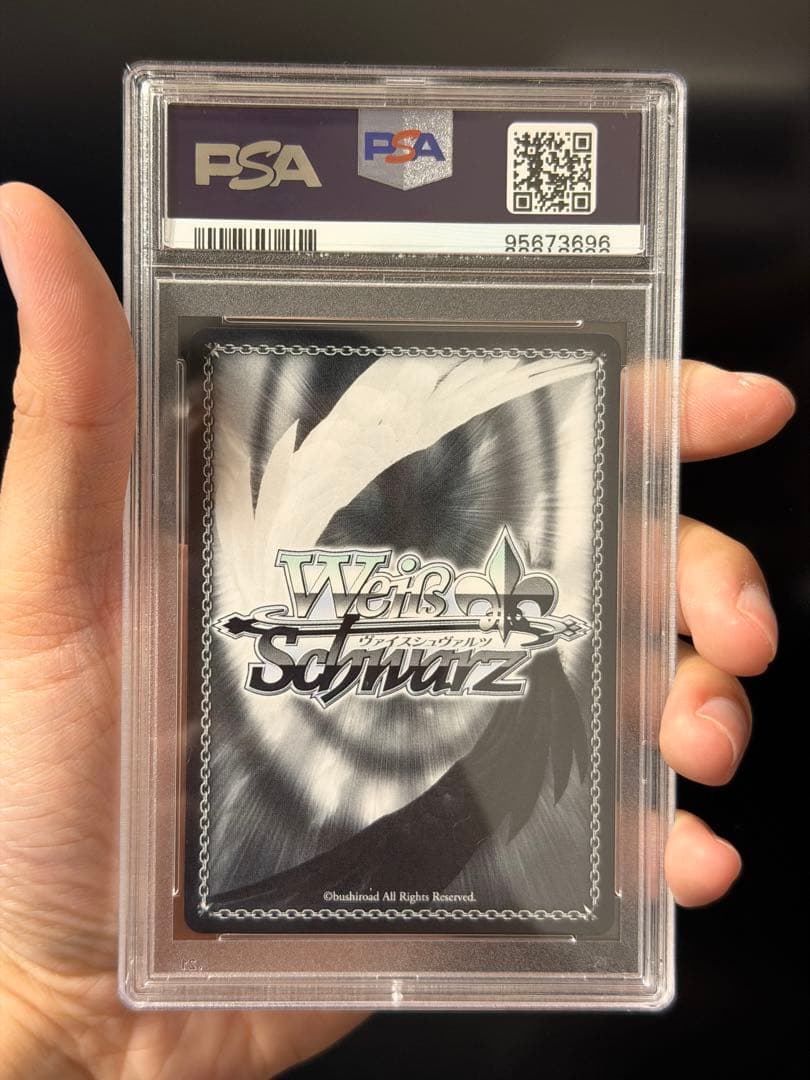 PSA
PSA
95673696
Weiß
ヴァイスシュヴァルツ
Schwarz
©bushiroad All Rights Reserved.